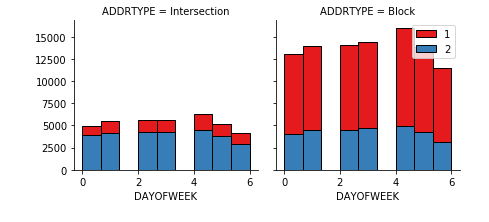 ADDRTYPE = Intersection
ADDRTYPE = Block
1
2
15000
12500
10000
7500
5000
2500
0
0 2 4 6
0 2 4 6
DAYOFWEEK
DAYOFWEEK